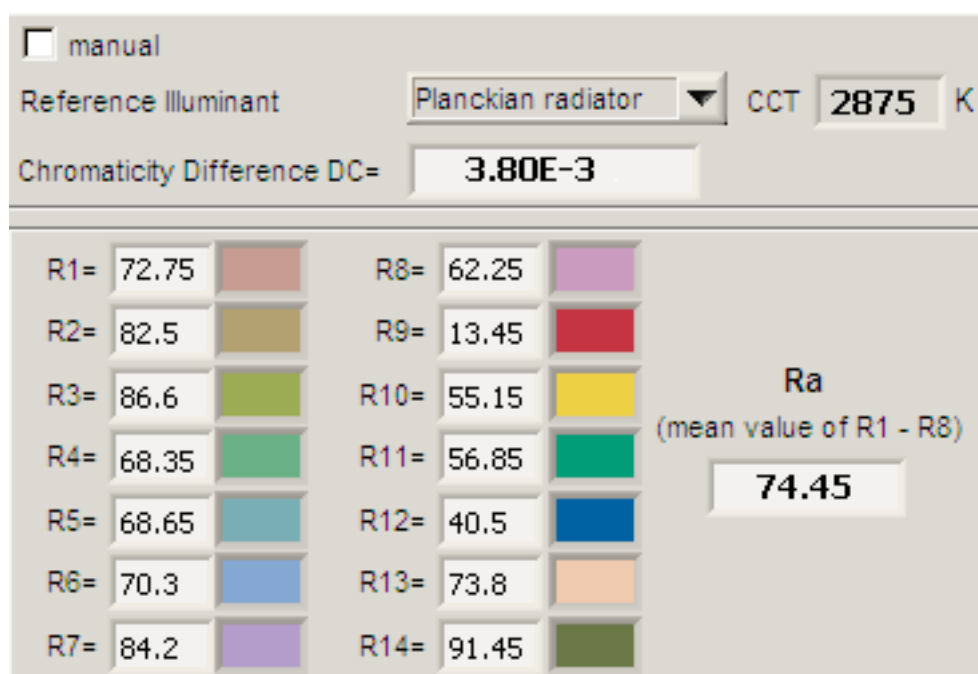 manual
Reference Illuminant Planckian radiator CCT 2875 K
Chromaticity Difference DC= 3.80E-3
R1= 72.75 R8= 62.25
R2= 82.5 R9= 13.45
R3= 86.6 R10= 55.15
R4= 68.35 R11= 56.85
R5= 68.65 R12= 40.5
R6= 70.3 R13= 73.8
R7= 84.2 R14= 91.45
Ra
(mean value of R1 - R8)
74.45